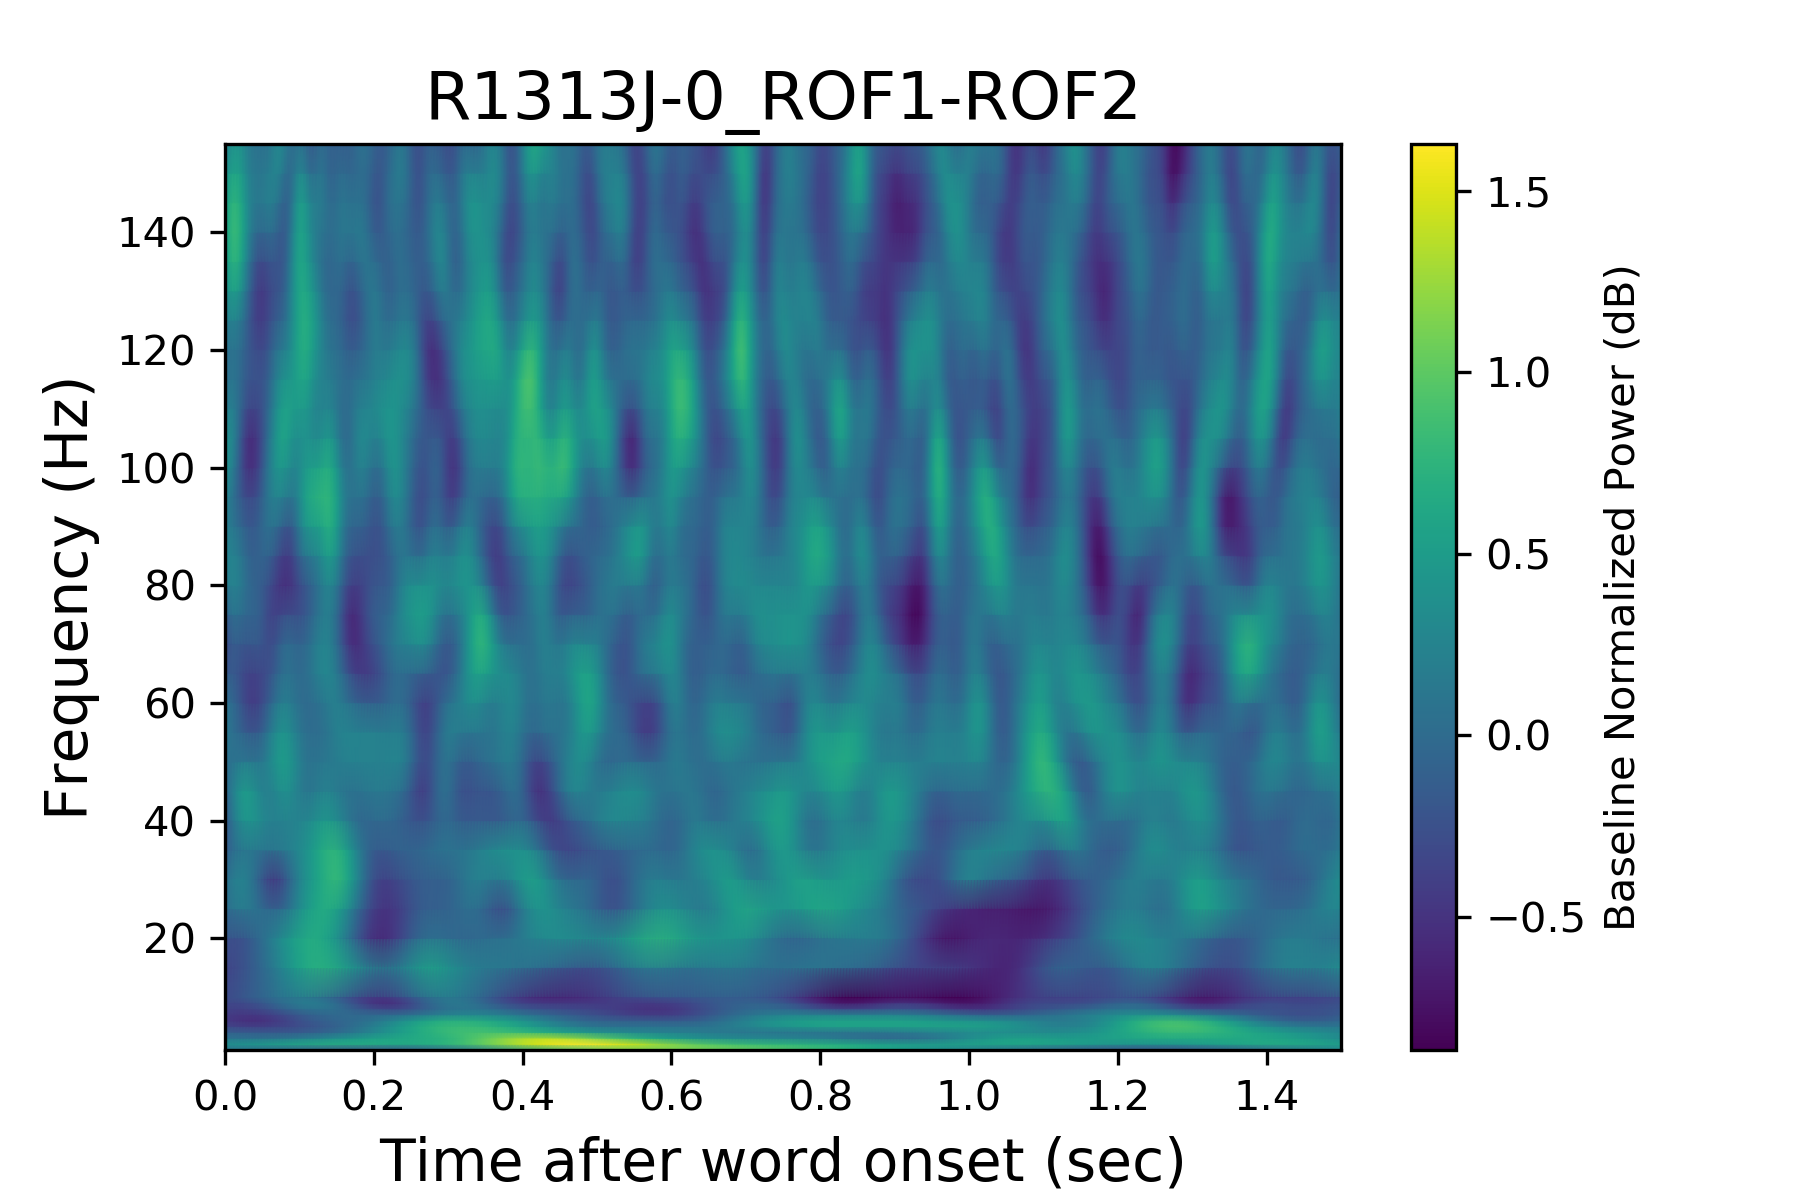 R1313J-0_ROF1-ROF2
Frequency (Hz)
140
120
100
80
60
40
20
0.0 0.2 0.4 0.6 0.8 1.0 1.2 1.4
Time after word onset (sec)
1.5
1.0
0.5
0.0
−0.5
Baseline Normalized Power (dB)